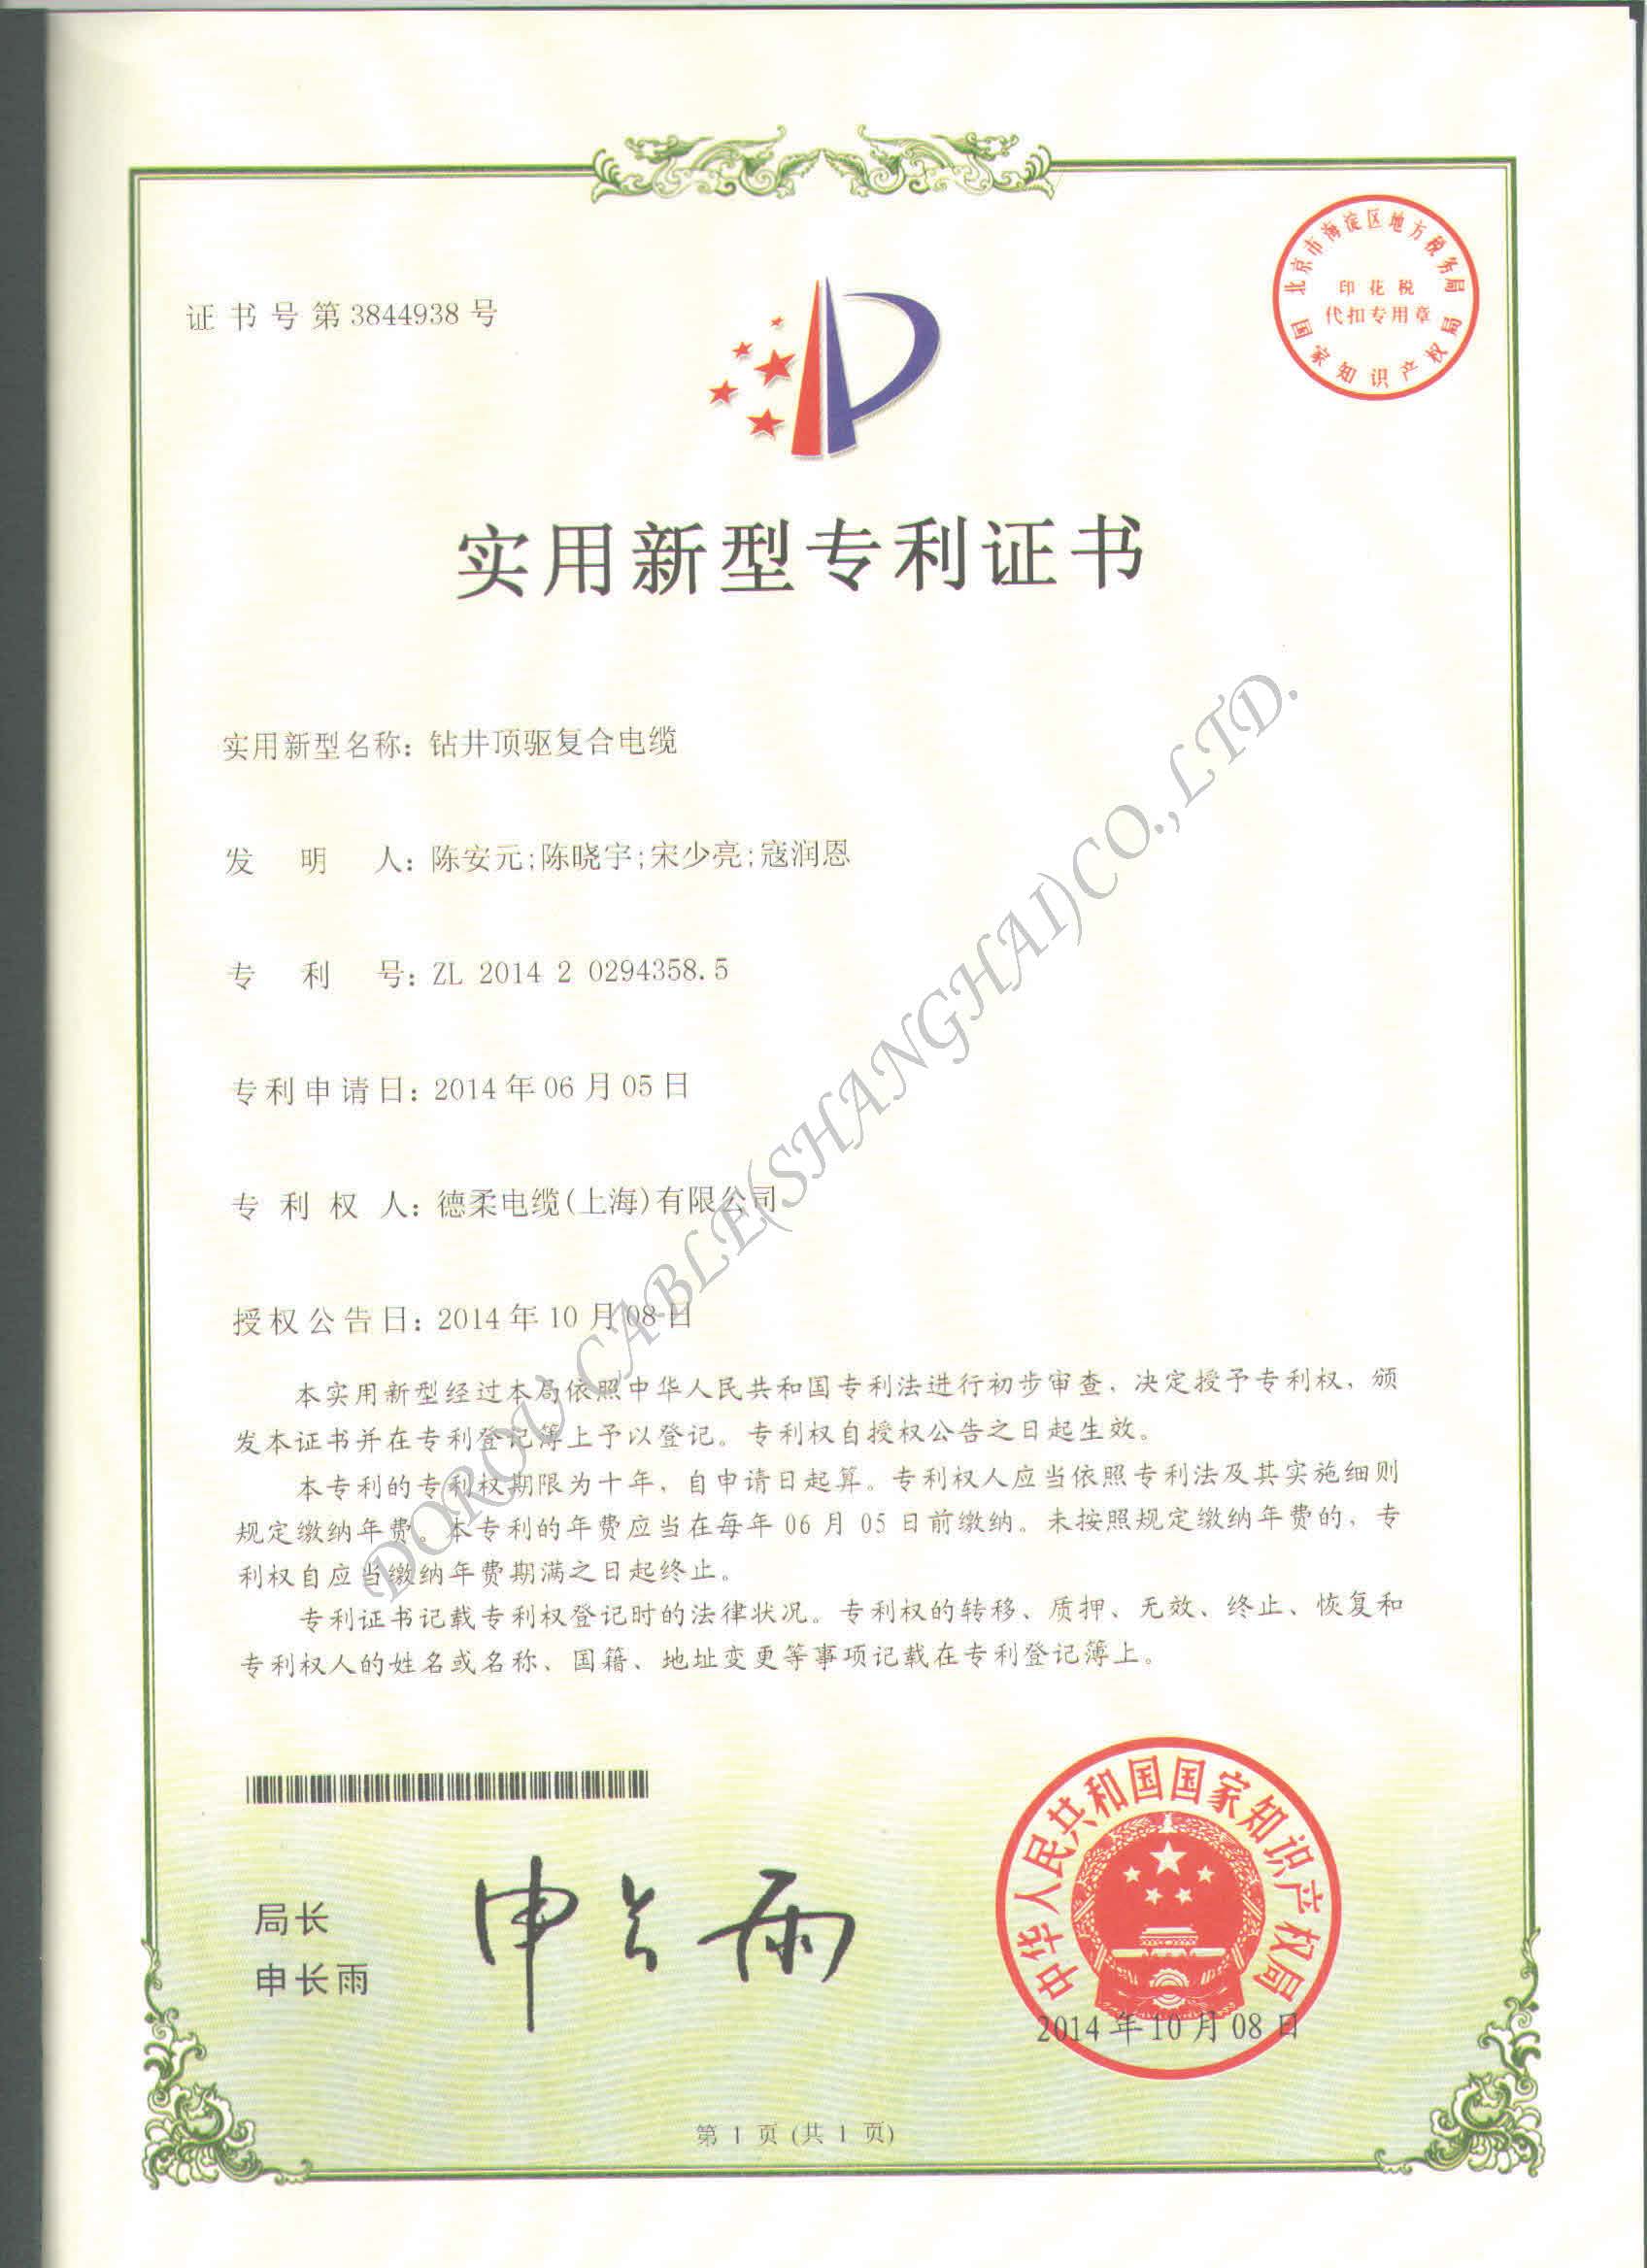 北京市海淀区地方税务局
印花税
代扣专用章
国家知识产权局
证书号第3844938号
实用新型专利证书
实用新型名称：钻井顶驱复合电缆
发明人：陈安元;陈晓宇;宋少亮;寇润恩
专利号：ZL 2014 2 0294358.5
专利申请日：2014年06月05日
专利权人：德柔电缆(上海)有限公司
授权公告日：2014年10月08日
本实用新型经过本局依照中华人民共和国专利法进行初步审查，决定授予专利权，颁
发本证书并在专利登记簿上予以登记。专利权自授权公告之日起生效。
本专利的专利权期限为十年，自申请日起算。专利权人应当依照专利法及其实施细则
规定缴纳年费。本专利的年费应当在每年06月05日前缴纳。未按照规定缴纳年费的，专
利权自应当缴纳年费期满之日起终止。
专利证书记载专利权登记时的法律状况。专利权的转移、质押、无效、终止、恢复和
专利权人的姓名或名称、国籍、地址变更等事项记载在专利登记簿上。
DOROU CABLE(SHANGHAI)CO.,LTD.
局长
申长雨
申长雨
中华人民共和国国家知识产权局
2014年10月08日
第1页(共1页)